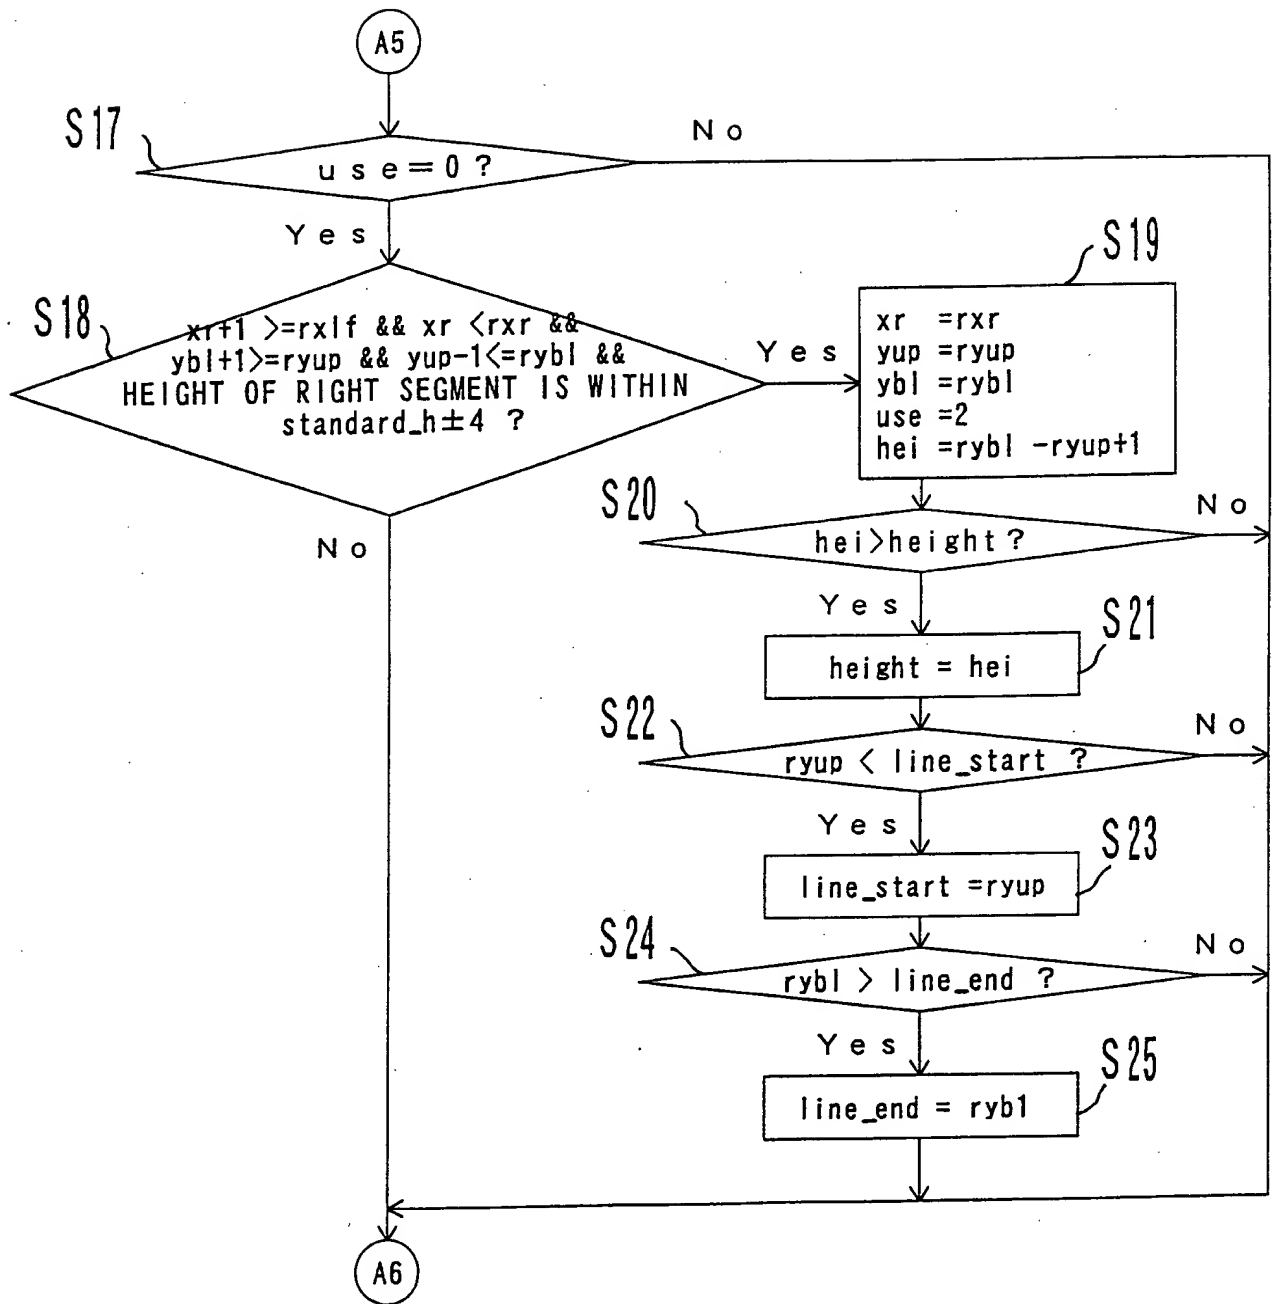 A5
S17
No
use=0?
Yes
S18
xr+1 >=rxlf && xr <rxr &&
ybl+1>=ryup && yup-1<=rybl &&
HEIGHT OF RIGHT SEGMENT IS WITHIN
standard_h±4 ?
Yes
No
S19
xr =rxr
yup =ryup
ybl =rybl
use =2
hei =rybl -ryup+1
S20
hei>height?
No
Yes
S21
height = hei
S22
ryup < line_start ?
No
Yes
S23
line_start =ryup
S24
rybl > line_end ?
No
Yes
S25
line_end = ryb1
A6